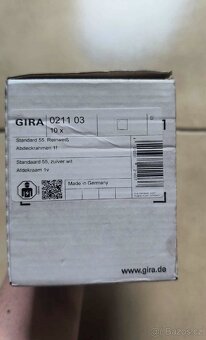 GIRA 0211 03
10 x
Standard 55, Reinweiß
Abdeckrahmen 1f.
Standaard 55, zuiver wit
Afdekraam 1v
Made in Germany
www.gira.de